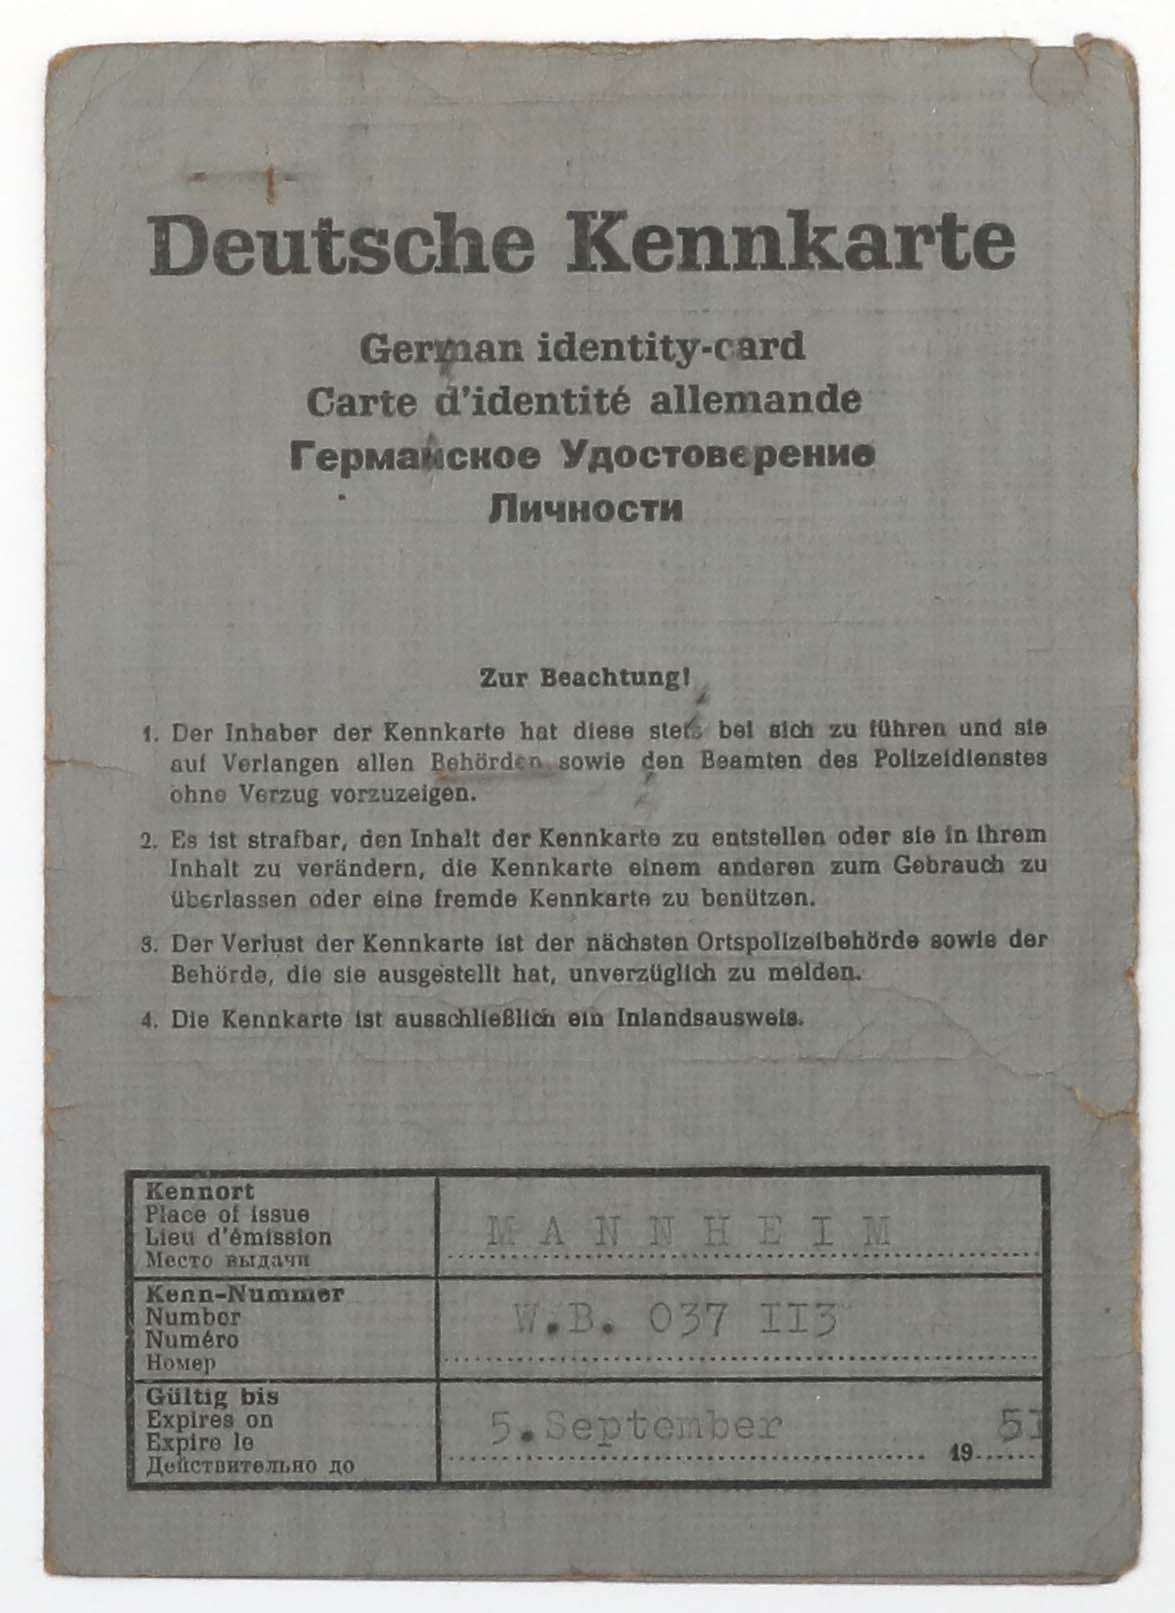 Deutsche Kennkarte
German identity-card
Carte d'identité allemande
Германское Удостоверение
Личности
Zur Beachtung!
1. Der Inhaber der Kennkarte hat diese stets bei sich zu führen und sie
auf Verlangen allen Behörden sowie den Beamten des Polizeidienstes
ohne Verzug vorzuzeigen.
2. Es ist strafbar, den Inhalt der Kennkarte zu entstellen oder sie in ihrem
Inhalt zu verändern, die Kennkarte einem anderen zum Gebrauch zu
überlassen oder eine fremde Kennkarte zu benützen.
3. Der Verlust der Kennkarte ist der nächsten Ortspolizeibehörde sowie der
Behörde, die sie ausgestellt hat, unverzüglich zu melden.
4. Die Kennkarte ist ausschließlich ein Inlandsausweis.
Kennort
Place of issue
Lieu d'émission
Место выдачи
MANNHEIM
Kenn-Nummer
Number
Numéro
Номер
W.B. 037 II3
Gültig bis
Expires on
Expire le
Действительно до
5. September 19 5I